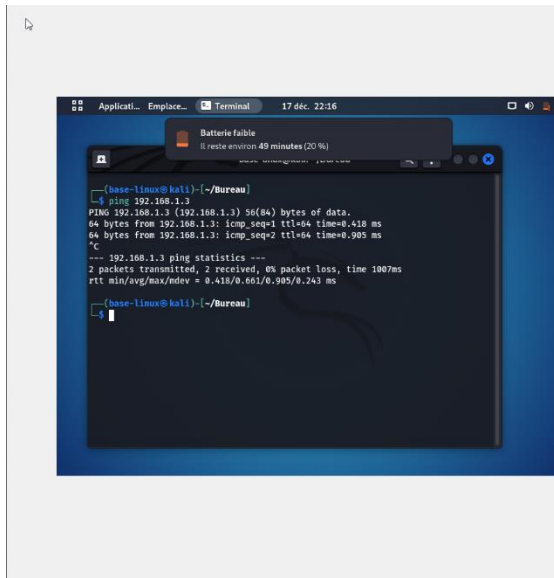 Applicati... Emplace... Terminal 17 déc. 22:16
Batterie faible
Il reste environ 49 minutes (20 %)
┌──(base-linux㉿kali)-[~/Bureau]
└─$ ping 192.168.1.3
PING 192.168.1.3 (192.168.1.3) 56(84) bytes of data.
64 bytes from 192.168.1.3: icmp_seq=1 ttl=64 time=0.418 ms
64 bytes from 192.168.1.3: icmp_seq=2 ttl=64 time=0.905 ms
^C
--- 192.168.1.3 ping statistics ---
2 packets transmitted, 2 received, 0% packet loss, time 1007ms
rtt min/avg/max/mdev = 0.418/0.661/0.905/0.243 ms
┌──(base-linux㉿kali)-[~/Bureau]
└─$